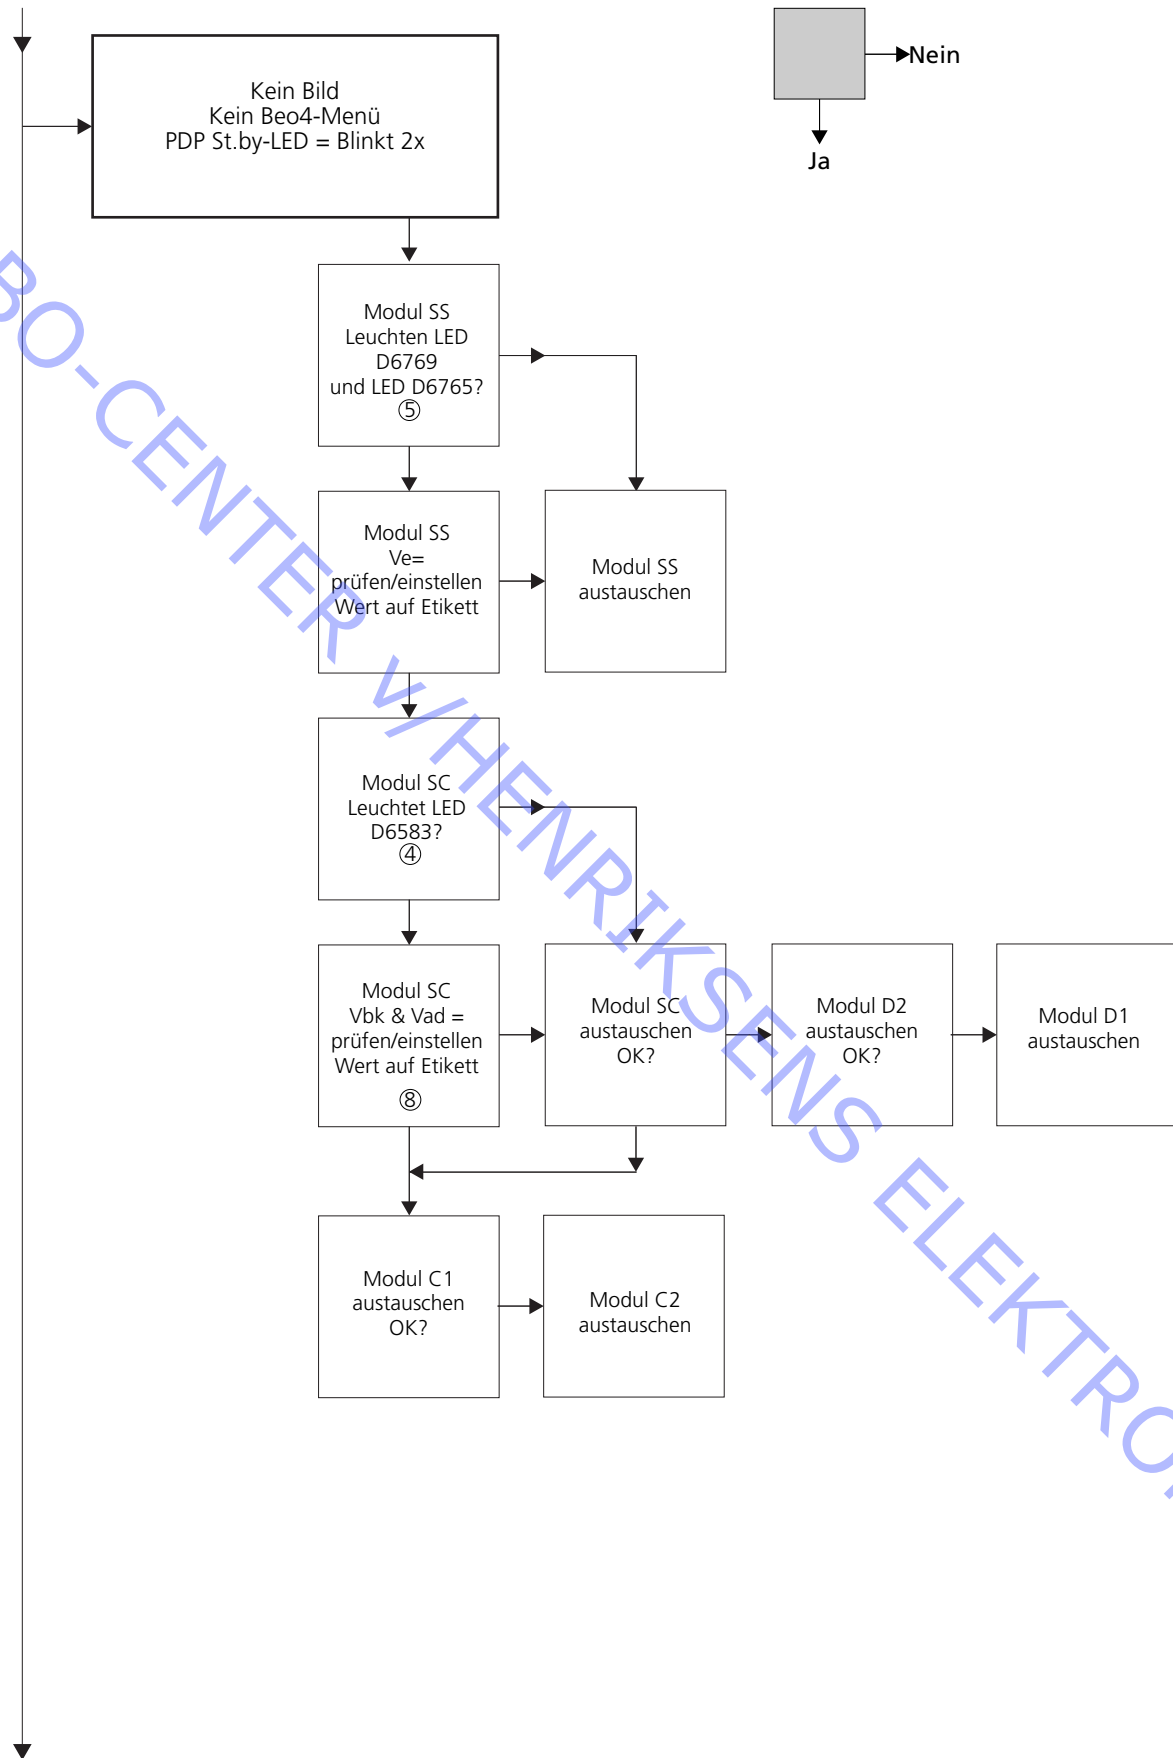 Nein
Ja
Kein Bild
Kein Beo4-Menü
PDP St.by-LED = Blinkt 2x
Modul SS
Leuchten LED
D6769
und LED D6765?
⑤
Modul SS
Ve=
prüfen/einstellen
Wert auf Etikett
Modul SS
austauschen
Modul SC
Leuchtet LED
D6583?
④
Modul SC
Vbk & Vad =
prüfen/einstellen
Wert auf Etikett
⑧
Modul SC
austauschen
OK?
Modul D2
austauschen
OK?
Modul D1
austauschen
Modul C1
austauschen
OK?
Modul C2
austauschen
BO-CENTER v/HENRIKSENS ELEKTRO